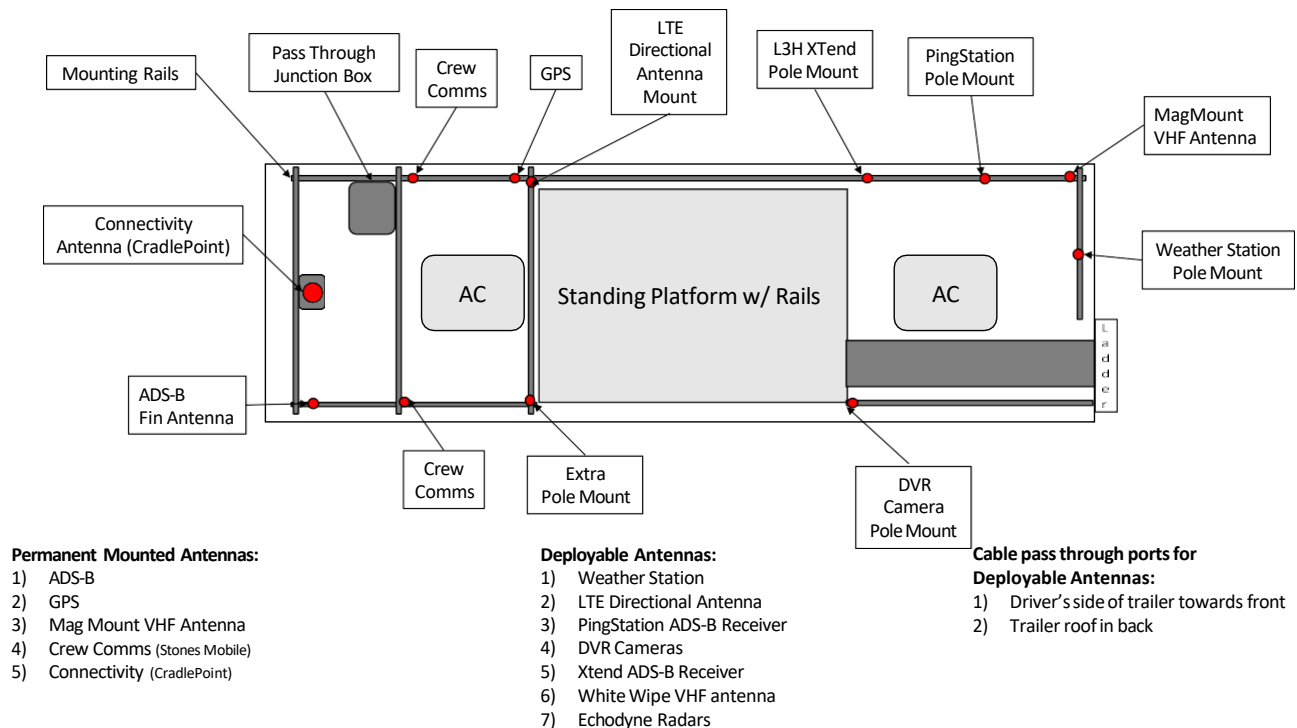 LTE
Directional
Antenna
Mount
Pass Through
Junction Box
Crew
Comms
GPS
L3H XTend
Pole Mount
PingStation
Pole Mount
Mounting Rails
MagMount
VHF Antenna
Connectivity
Antenna (CradlePoint)
Weather Station
Pole Mount
AC
Standing Platform w/ Rails
AC
Ladder
ADS-B
Fin Antenna
Crew
Comms
Extra
Pole Mount
DVR
Camera
Pole Mount
Permanent Mounted Antennas:
1) ADS-B
2) GPS
3) Mag Mount VHF Antenna
4) Crew Comms (Stones Mobile)
5) Connectivity (CradlePoint)
Deployable Antennas:
1) Weather Station
2) LTE Directional Antenna
3) PingStation ADS-B Receiver
4) DVR Cameras
5) Xtend ADS-B Receiver
6) White Wipe VHF antenna
7) Echodyne Radars
Cable pass through ports for
Deployable Antennas:
1) Driver's side of trailer towards front
2) Trailer roof in back